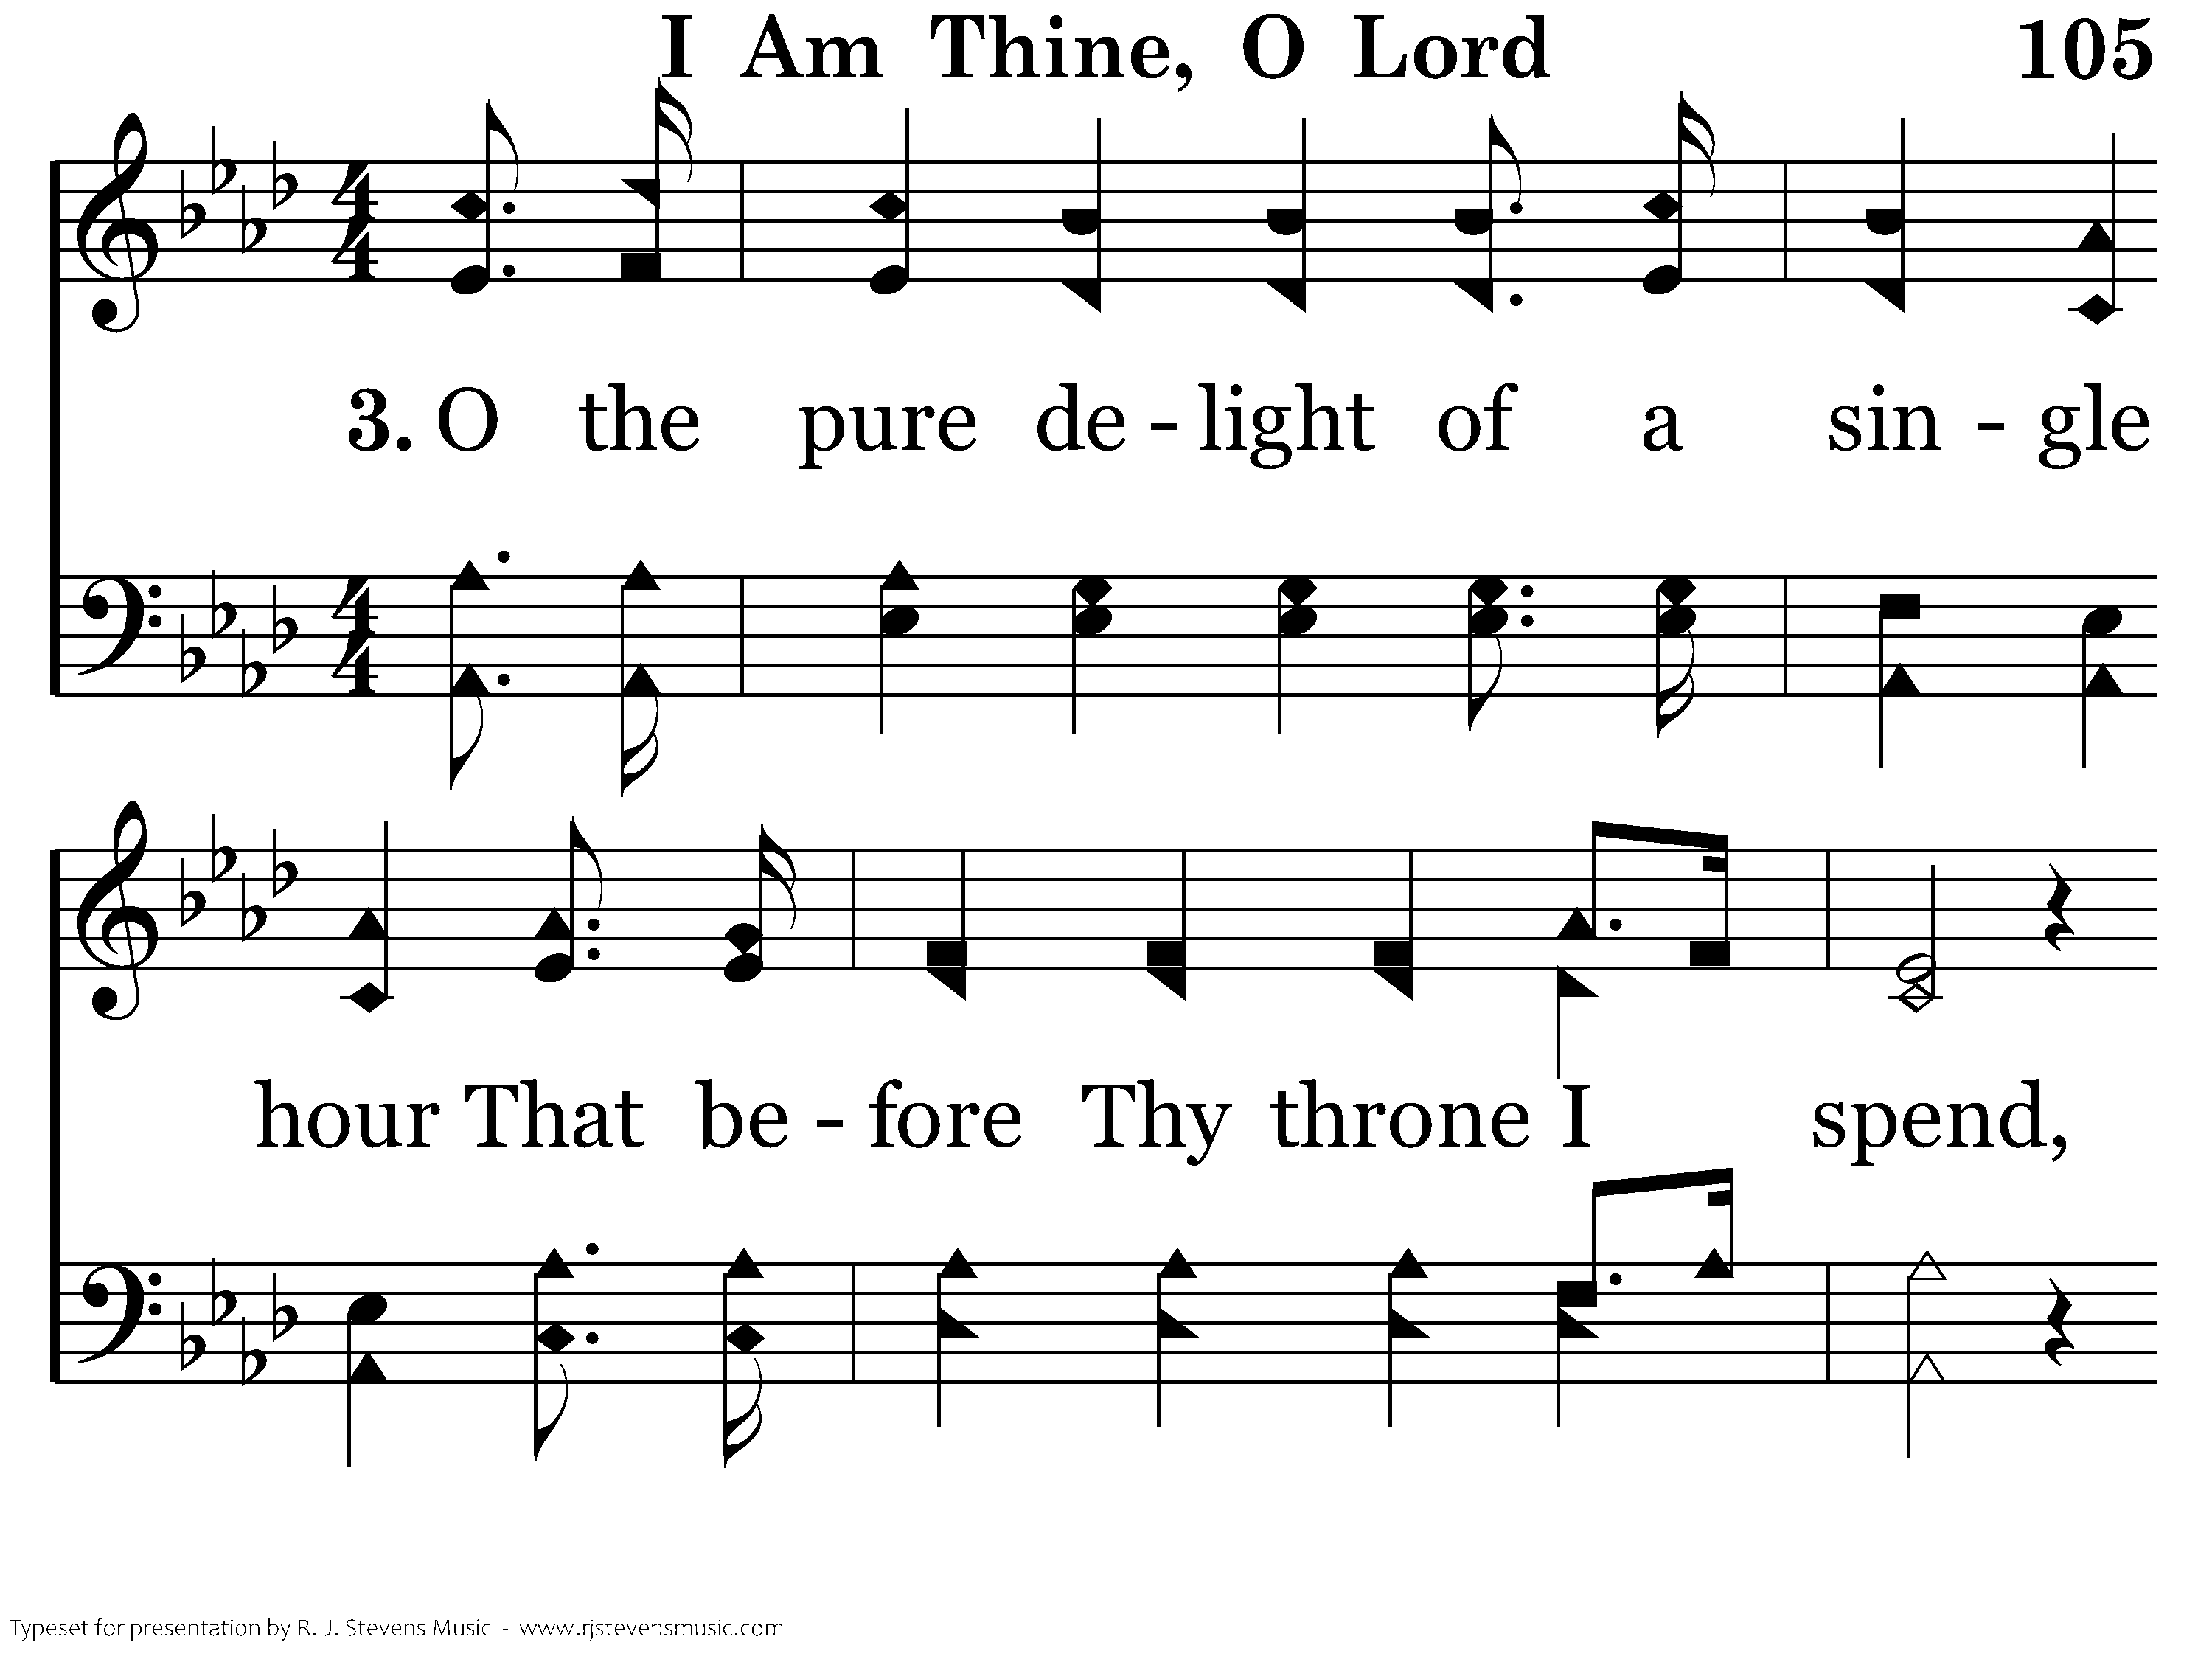 I Am Thine, O Lord 105
3. O the pure de - light of a sin - gle
hour That be - fore Thy throne I spend,
Typeset for presentation by R. J. Stevens Music - www.rjstevensmusic.com